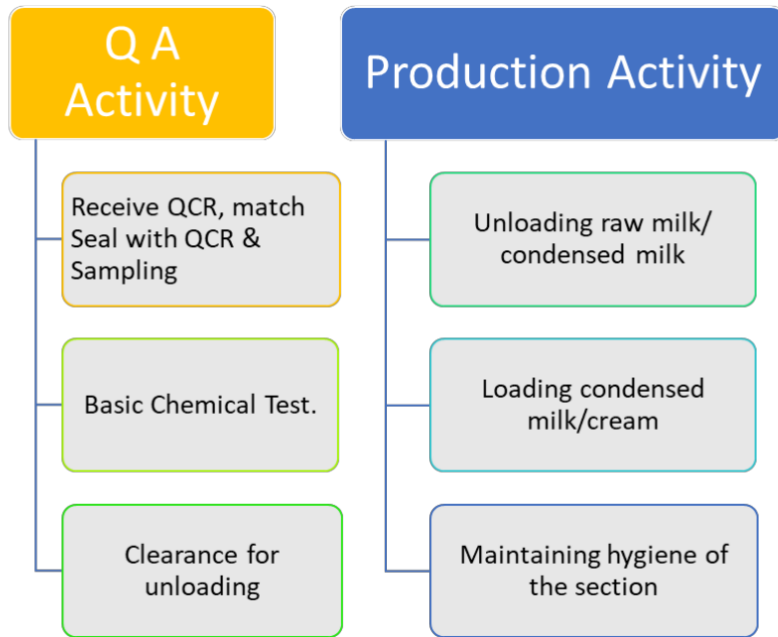 Q A
Activity
Receive QCR, match
Seal with QCR &
Sampling
Basic Chemical Test.
Clearance for
unloading
Production Activity
Unloading raw milk/
condensed milk
Loading condensed
milk/cream
Maintaining hygiene of
the section